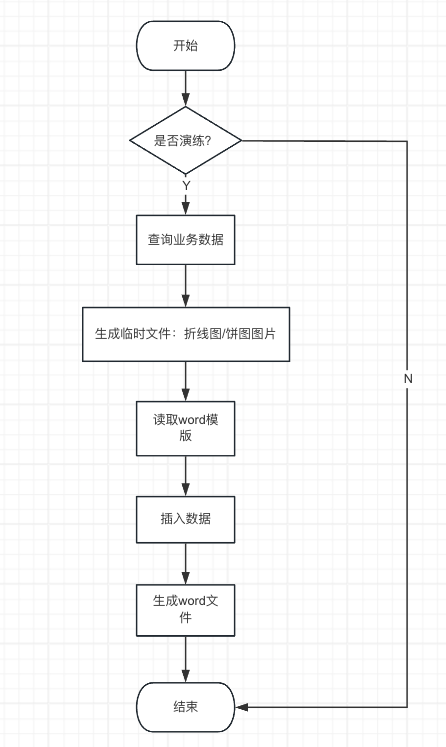 开始
是否演练?
Y
查询业务数据
生成临时文件：折线图/饼图图片
N
读取word模
版
插入数据
生成word文
件
结束